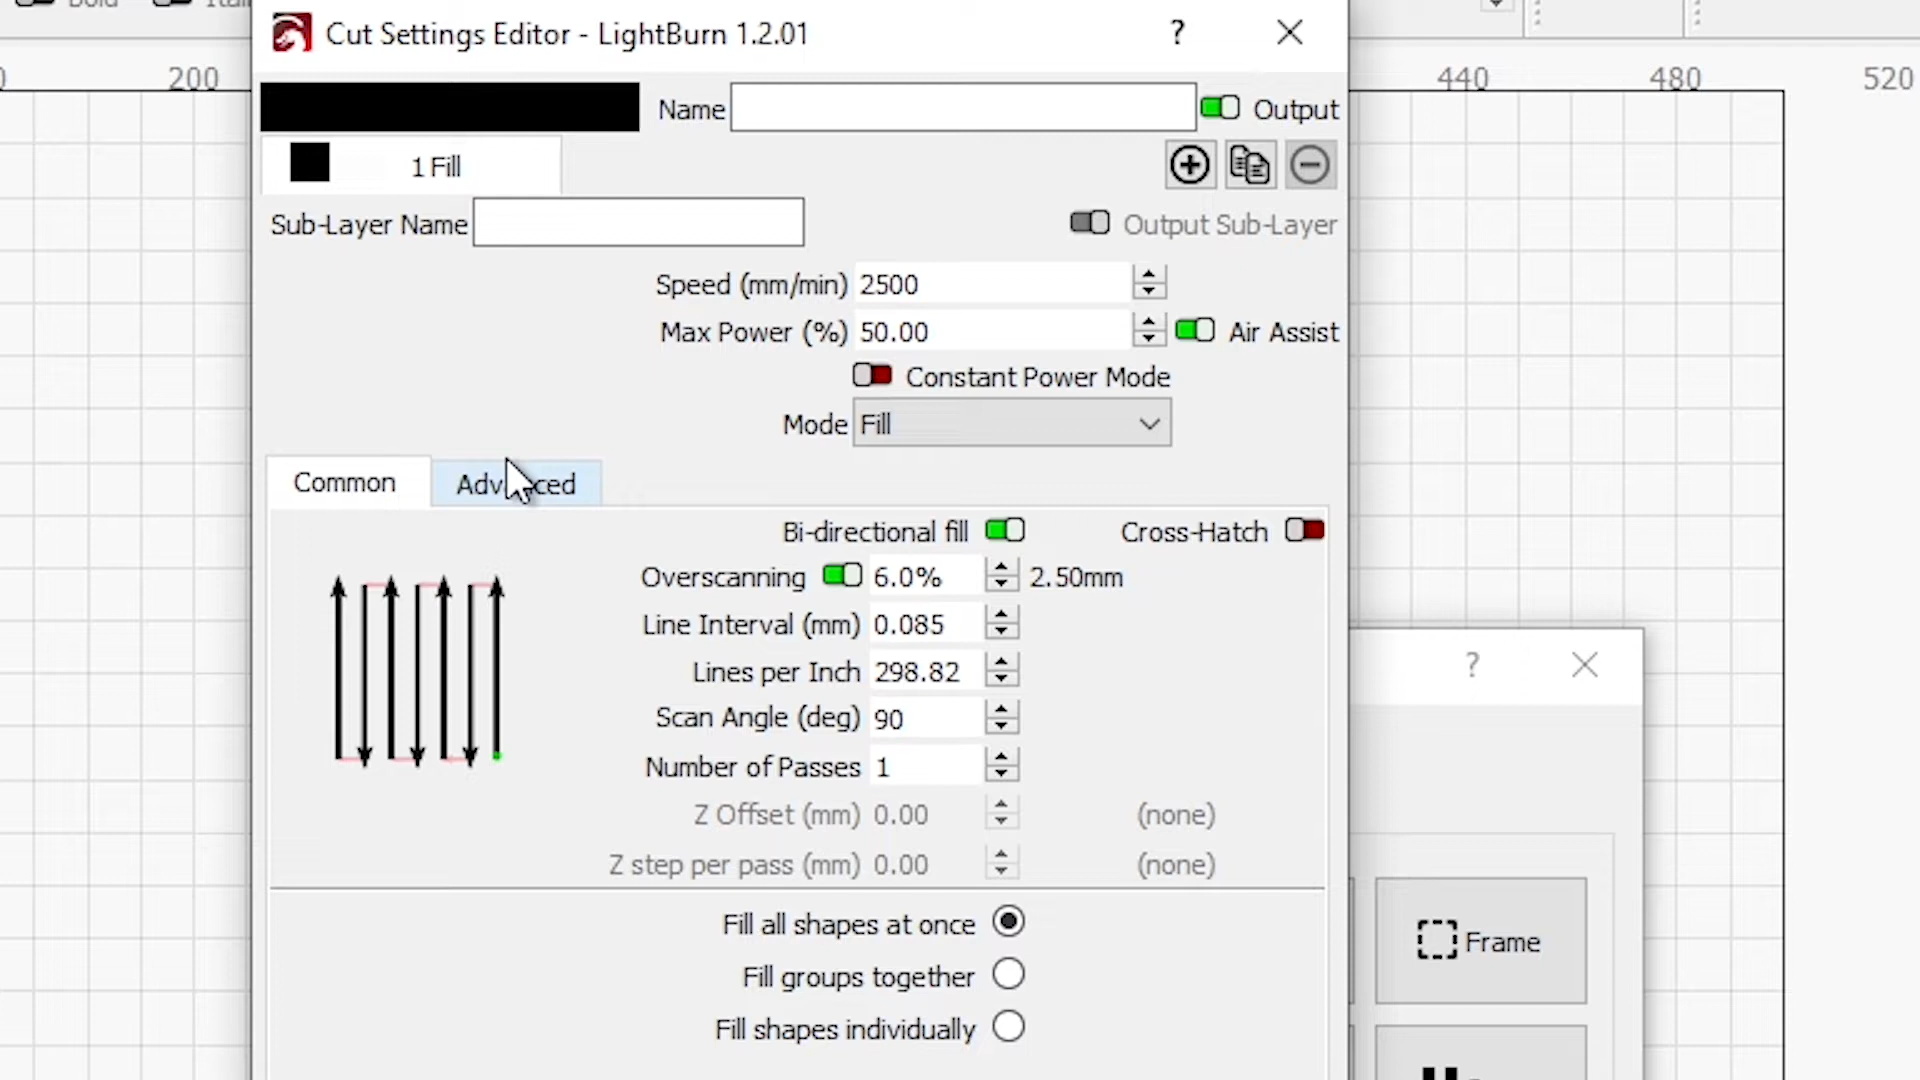 Bold
200
Cut Settings Editor - LightBurn 1.2.01
?
440
480
520
Name
Output
1 Fill
Sub-Layer Name
Output Sub-Layer
Speed (mm/min) 2500
Max Power (%) 50.00
Air Assist
Constant Power Mode
Mode Fill
Common
Advanced
Bi-directional fill
Cross-Hatch
Overscanning 6.0% 2.50mm
Line Interval (mm) 0.085
Lines per Inch 298.82
?
Scan Angle (deg) 90
Number of Passes 1
Z Offset (mm) 0.00 (none)
Z step per pass (mm) 0.00 (none)
Fill all shapes at once
Frame
Fill groups together
Fill shapes individually